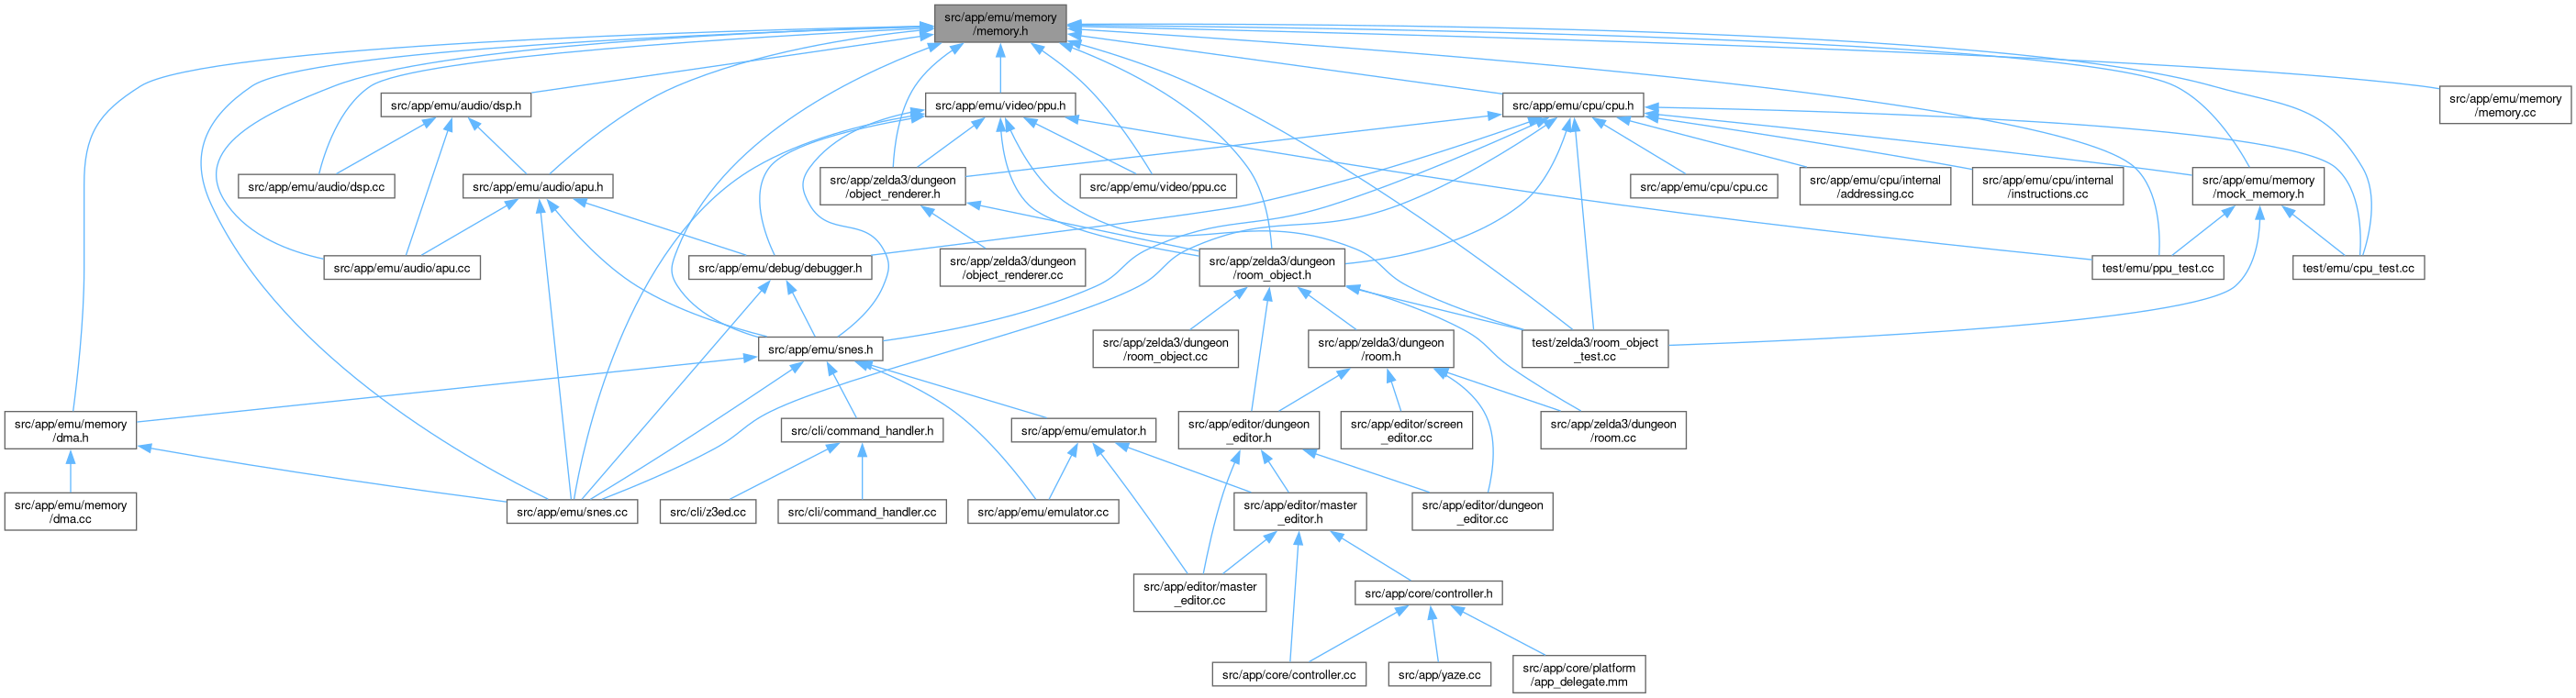 src/app/emu/memory
/memory.h
src/app/emu/audio/dsp.h
src/app/emu/video/ppu.h
src/app/emu/cpu/cpu.h
src/app/emu/memory
/memory.cc
src/app/emu/audio/dsp.cc
src/app/emu/audio/apu.h
src/app/zelda3/dungeon
/object_renderer.h
src/app/emu/video/ppu.cc
src/app/emu/cpu/cpu.cc
src/app/emu/cpu/internal
/addressing.cc
src/app/emu/cpu/internal
/instructions.cc
src/app/emu/memory
/mock_memory.h
src/app/emu/audio/apu.cc
src/app/emu/debug/debugger.h
src/app/zelda3/dungeon
/object_renderer.cc
src/app/zelda3/dungeon
/room_object.h
test/emu/ppu_test.cc
test/emu/cpu_test.cc
src/app/emu/snes.h
src/app/zelda3/dungeon
/room_object.cc
src/app/zelda3/dungeon
/room.h
test/zelda3/room_object
_test.cc
src/app/emu/memory
/dma.h
src/cli/command_handler.h
src/app/emu/emulator.h
src/app/editor/dungeon
_editor.h
src/app/editor/screen
_editor.cc
src/app/zelda3/dungeon
/room.cc
src/app/emu/memory
/dma.cc
src/app/emu/snes.cc
src/cli/z3ed.cc
src/cli/command_handler.cc
src/app/emu/emulator.cc
src/app/editor/master
_editor.h
src/app/editor/dungeon
_editor.cc
src/app/editor/master
_editor.cc
src/app/core/controller.h
src/app/core/controller.cc
src/app/yaze.cc
src/app/core/platform
/app_delegate.mm